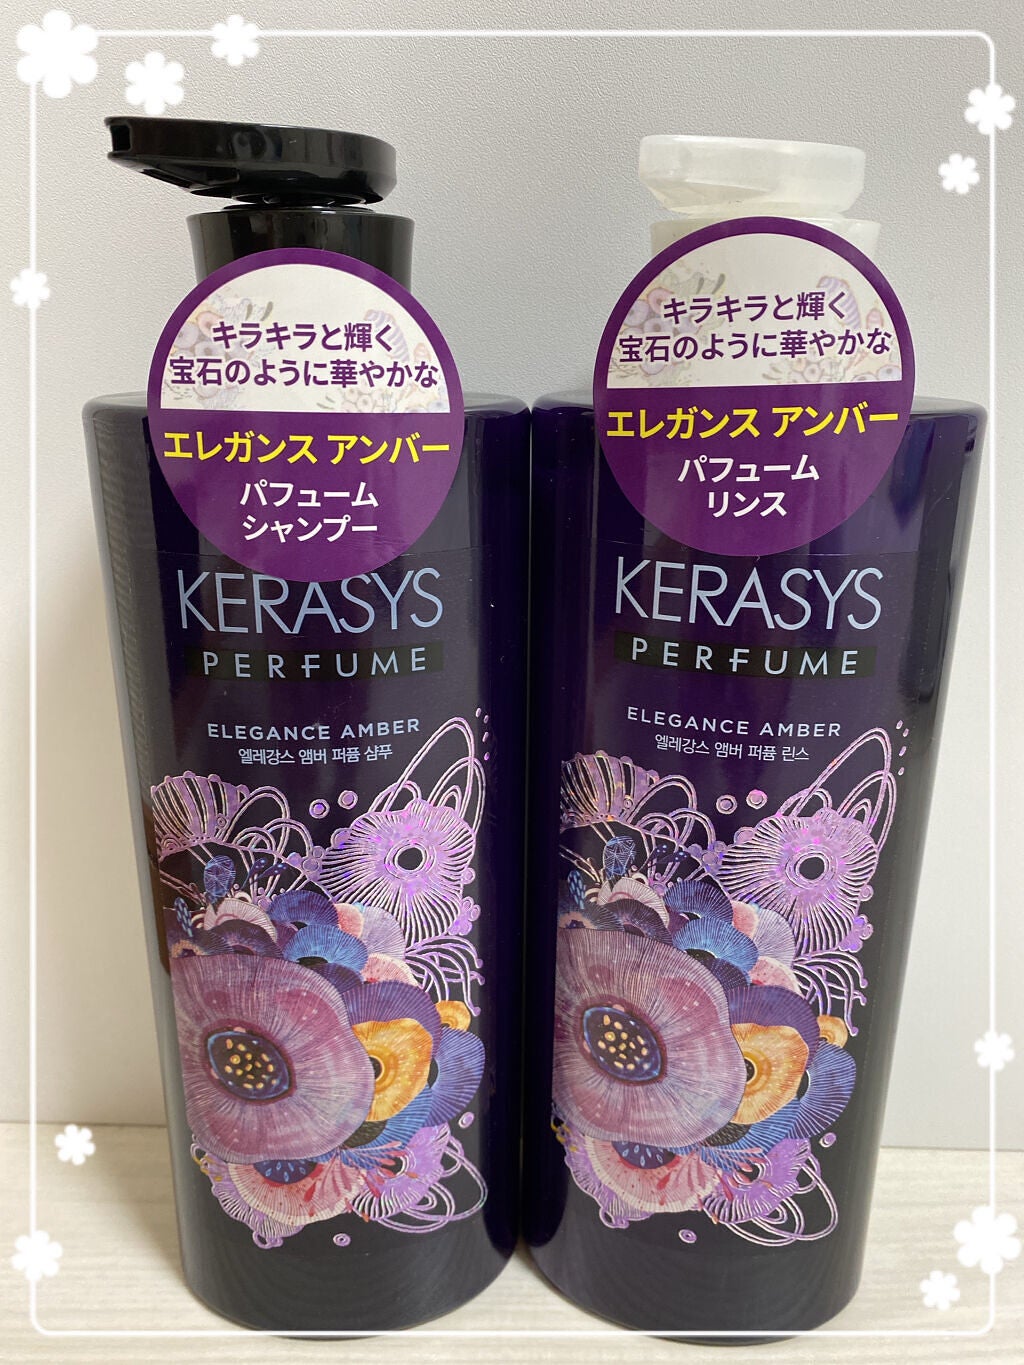 キラキラと輝く
宝石のように華やかな
エレガンス アンバー
パフューム
シャンプー
KERASYS
PERFUME
ELEGANCE AMBER
엘레강스 앰버 퍼퓸 샴푸
キラキラと輝く
宝石のように華やかな
エレガンス アンバー
パフューム
リンス
KERASYS
PERFUME
ELEGANCE AMBER
엘레강스 앰버 퍼퓸 린스